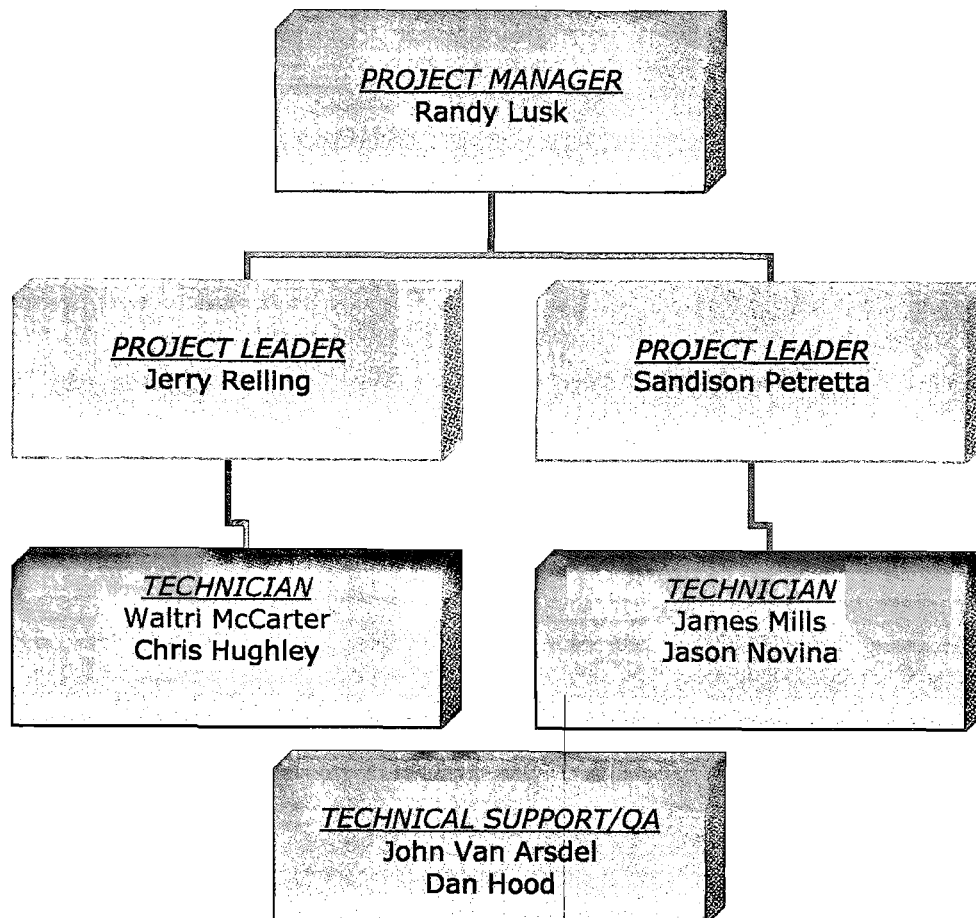 PROJECT MANAGER
Randy Lusk
PROJECT LEADER
Jerry Reiling
PROJECT LEADER
Sandison Petretta
TECHNICIAN
Waltri McCarter
Chris Hughley
TECHNICIAN
James Mills
Jason Novina
TECHNICAL SUPPORT/QA
John Van Arsdel
Dan Hood